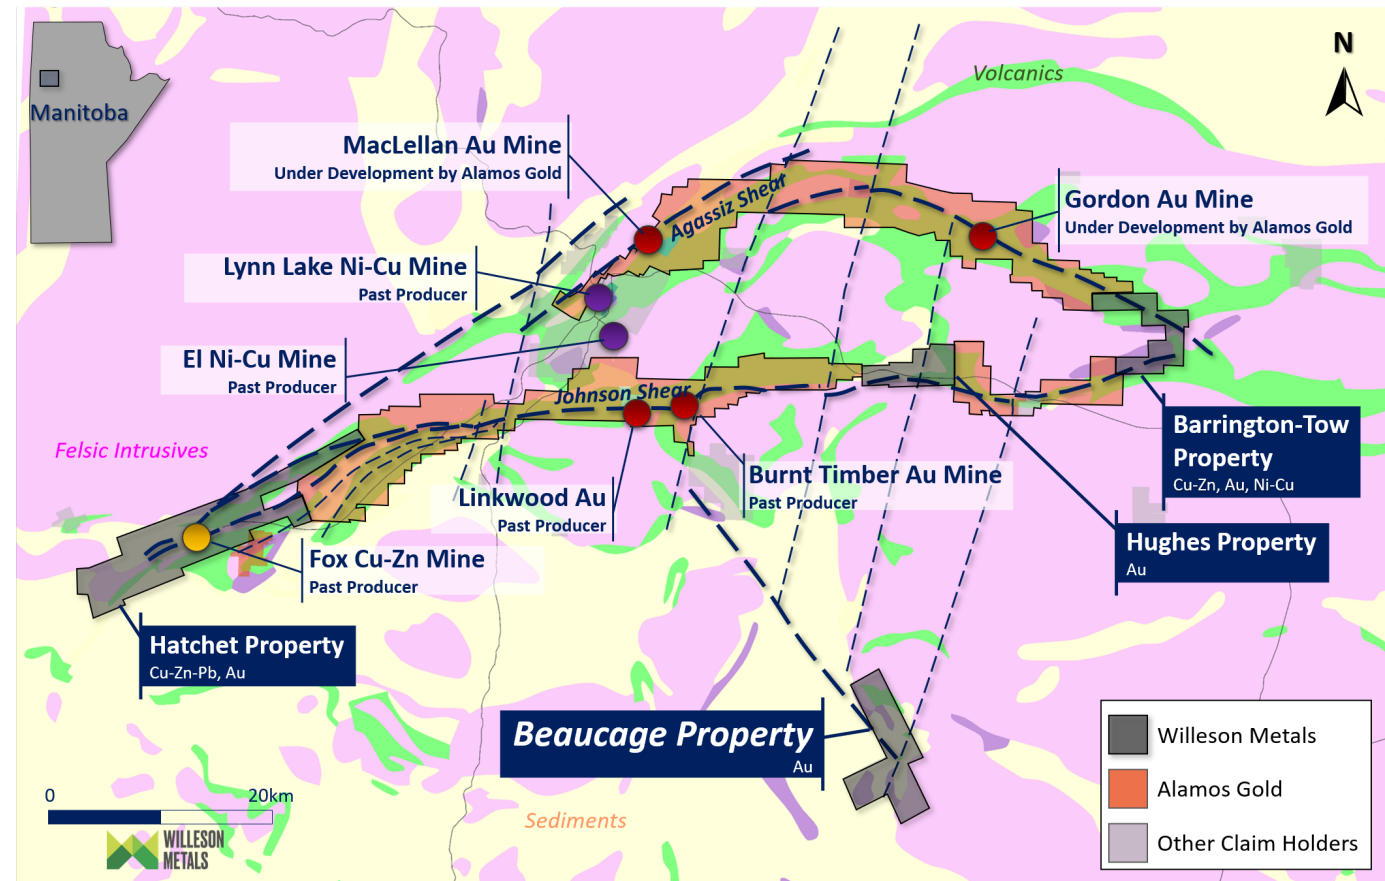 N
Volcanics
Manitoba
MacLellan Au Mine
Under Development by Alamos Gold
Agassiz Shear
Gordon Au Mine
Under Development by Alamos Gold
Lynn Lake Ni-Cu Mine
Past Producer
El Ni-Cu Mine
Past Producer
Johnson Shear
Barrington-Tow
Property
Cu-Zn, Au, Ni-Cu
Felsic Intrusives
Linkwood Au
Past Producer
Burnt Timber Au Mine
Past Producer
Hughes Property
Au
Fox Cu-Zn Mine
Past Producer
Hatchet Property
Cu-Zn-Pb, Au
Beaucage Property
Au
Willeson Metals
Alamos Gold
Other Claim Holders
0 20km
Sediments
WILLESON
METALS